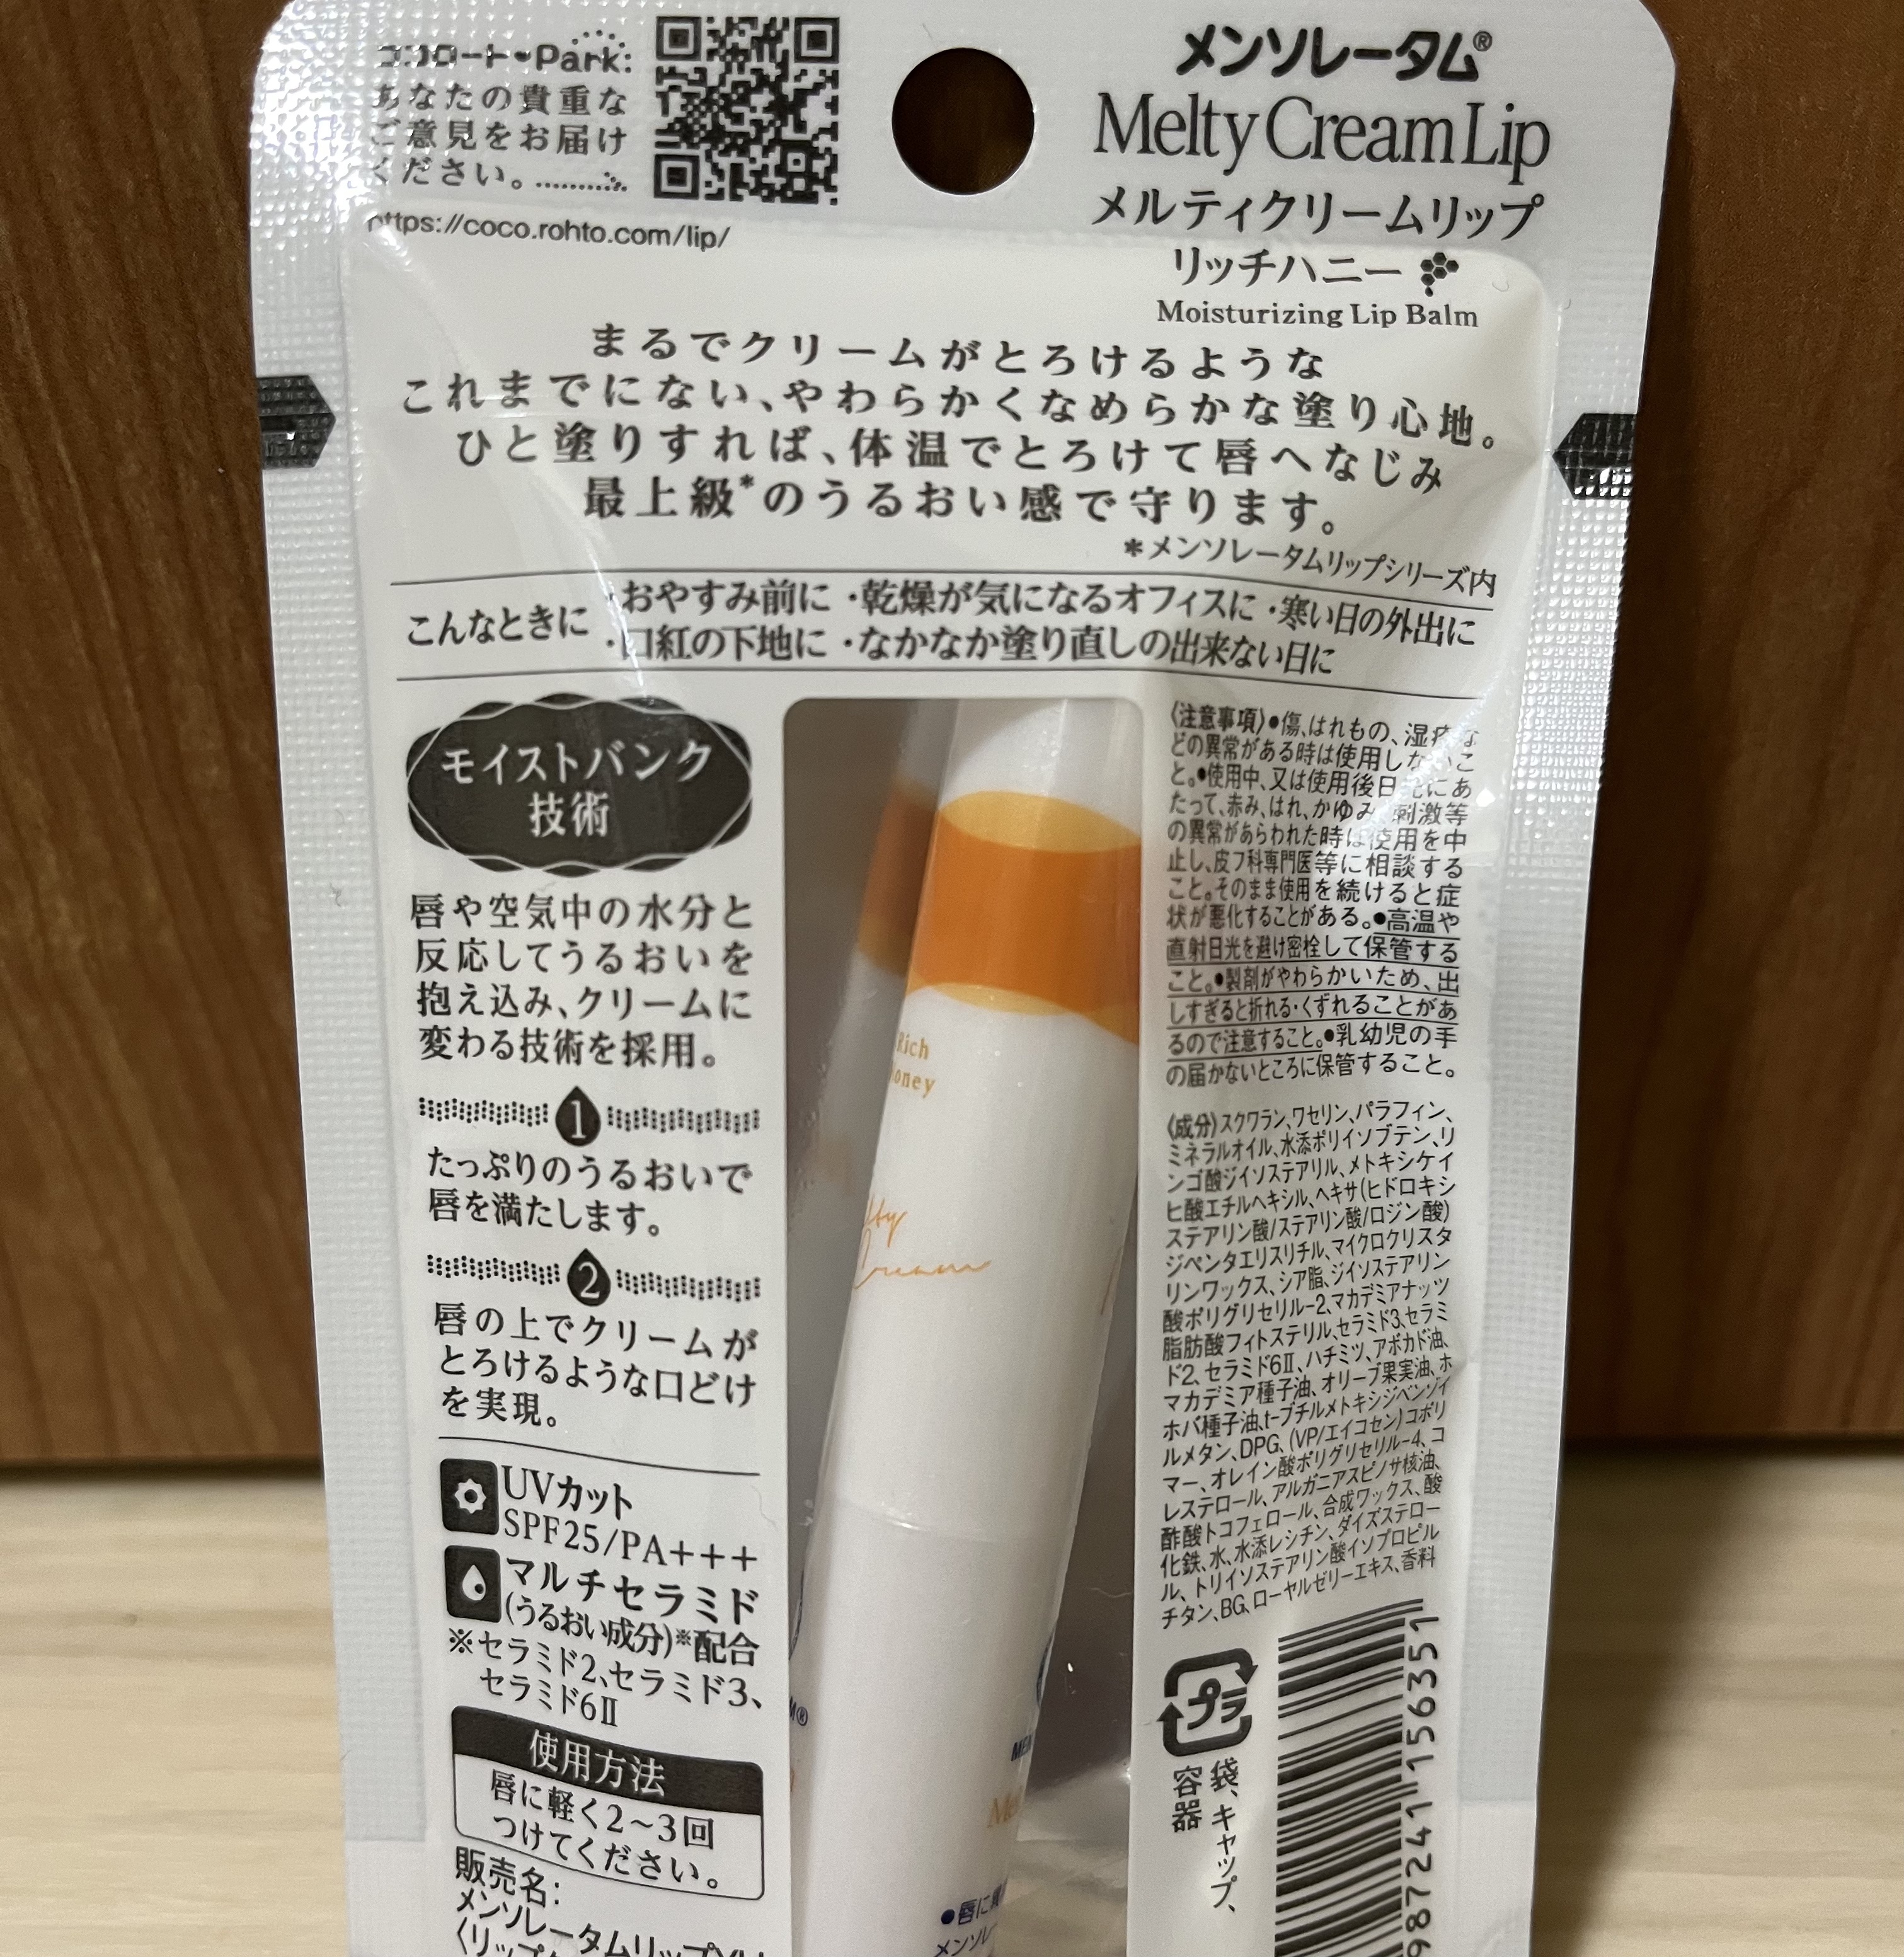 ココロート Park:
あなたの貴重な
ご意見をお届け
ください。
https://coco.rohto.com/lip/
メンソレータム®
Melty Cream Lip
メルティクリームリップ
リッチハニー
Moisturizing Lip Balm
まるでクリームがとろけるような
これまでにない、やわらかくなめらかな塗り心地。
ひと塗りすれば、体温でとろけて唇へなじみ
最上級*のうるおい感で守ります。
*メンソレータムリップシリーズ内
こんなときに
・おやすみ前に ・乾燥が気になるオフィスに ・寒い日の外出に
・口紅の下地に ・なかなか塗り直しの出来ない日に
モイストバンク
技術
唇や空気中の水分と
反応してうるおいを
抱え込み、クリームに
変わる技術を採用。
1
たっぷりのうるおいで
唇を満たします。
2
唇の上でクリームが
とろけるような口どけ
を実現。
UVカット
SPF25/PA+++
マルチセラミド
(うるおい成分)※配合
※セラミド2、セラミド3、
セラミド6Ⅱ
使用方法
唇に軽く2〜3回
つけてください。
販売名:
メンソレータムリップ
Rich
oney
lty
Cream
M®
●唇に
メンソレ
〈注意事項〉●傷、はれもの、湿疹な
どの異常がある時は使用しないこ
と。●使用中、又は使用後日光にあ
たって、赤み、はれ、かゆみ、刺激等
の異常があらわれた時は使用を中
止し、皮フ科専門医等に相談する
こと。そのまま使用を続けると症
状が悪化することがある。●高温や
直射日光を避け密栓して保管する
こと。●製剤がやわらかいため、出
しすぎると折れる・くずれることがあ
るので注意すること。●乳幼児の手
の届かないところに保管すること。
〈成分〉スクワラン、ワセリン、パラフィン、
ミネラルオイル、水添ポリイソブテン、リ
ンゴ酸ジイソステアリル、メトキシケイ
ヒ酸エチルヘキシル、ヘキサ(ヒドロキシ
ステアリン酸/ステアリン酸/ロジン酸)
ジペンタエリスリチル、マイクロクリスタ
リンワックス、シア脂、ジイソステアリン
酸ポリグリセリル-2、マカデミアナッツ
脂肪酸フィトステリル、セラミド3、セラミ
ド2、セラミド6Ⅱ、ハチミツ、アボカド油、
マカデミア種子油、オリーブ果実油、ホ
ホバ種子油、t-ブチルメトキシジベンゾイ
ルメタン、DPG、(VP/エイコセン)コポリ
マー、オレイン酸ポリグリセリル-4、コ
レステロール、アルガニアスピノサ核油、
酢酸トコフェロール、合成ワックス、酸
化鉄、水、水添レシチン、ダイズステロー
ル、トリイソステアリン酸イソプロピル
チタン、BG、ローヤルゼリーエキス、香料
プラ
袋、キャップ、
容器
987241 156351